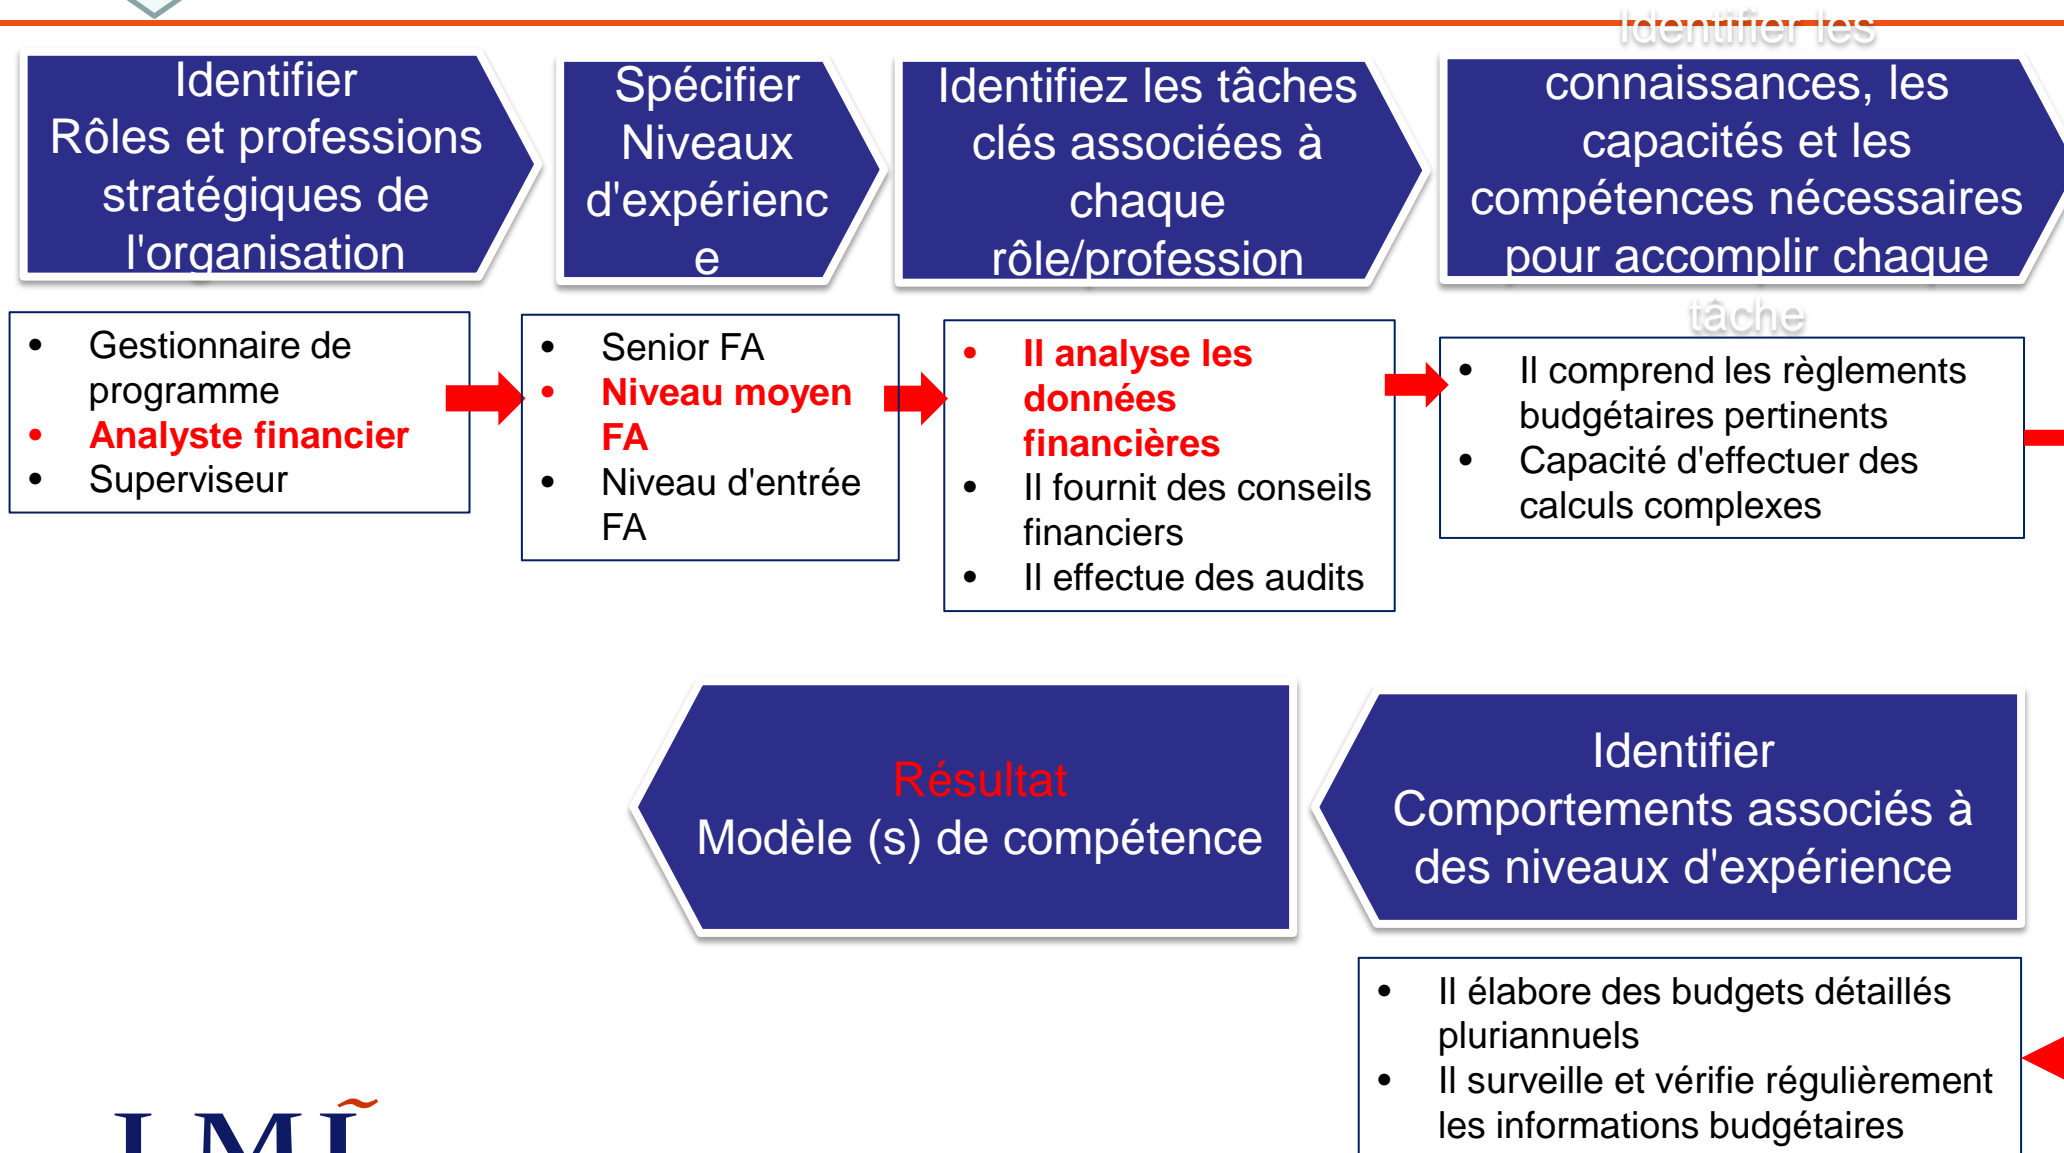 Identifier
Rôles et professions
stratégiques de
l'organisation
Spécifier
Niveaux
d'expérienc
e
Identifiez les tâches
clés associées à
chaque
rôle/profession
Identifier les
connaissances, les
capacités et les
compétences nécessaires
pour accomplir chaque
tâche
• Gestionnaire de
programme
• Analyste financier
• Superviseur
• Senior FA
• Niveau moyen
FA
• Niveau d'entrée
FA
• Il analyse les
données
financières
• Il fournit des conseils
financiers
• Il effectue des audits
• Il comprend les règlements
budgétaires pertinents
• Capacité d'effectuer des
calculs complexes
Résultat
Modèle (s) de compétence
Identifier
Comportements associés à
des niveaux d'expérience
• Il élabore des budgets détaillés
pluriannuels
• Il surveille et vérifie régulièrement
les informations budgétaires
LMI